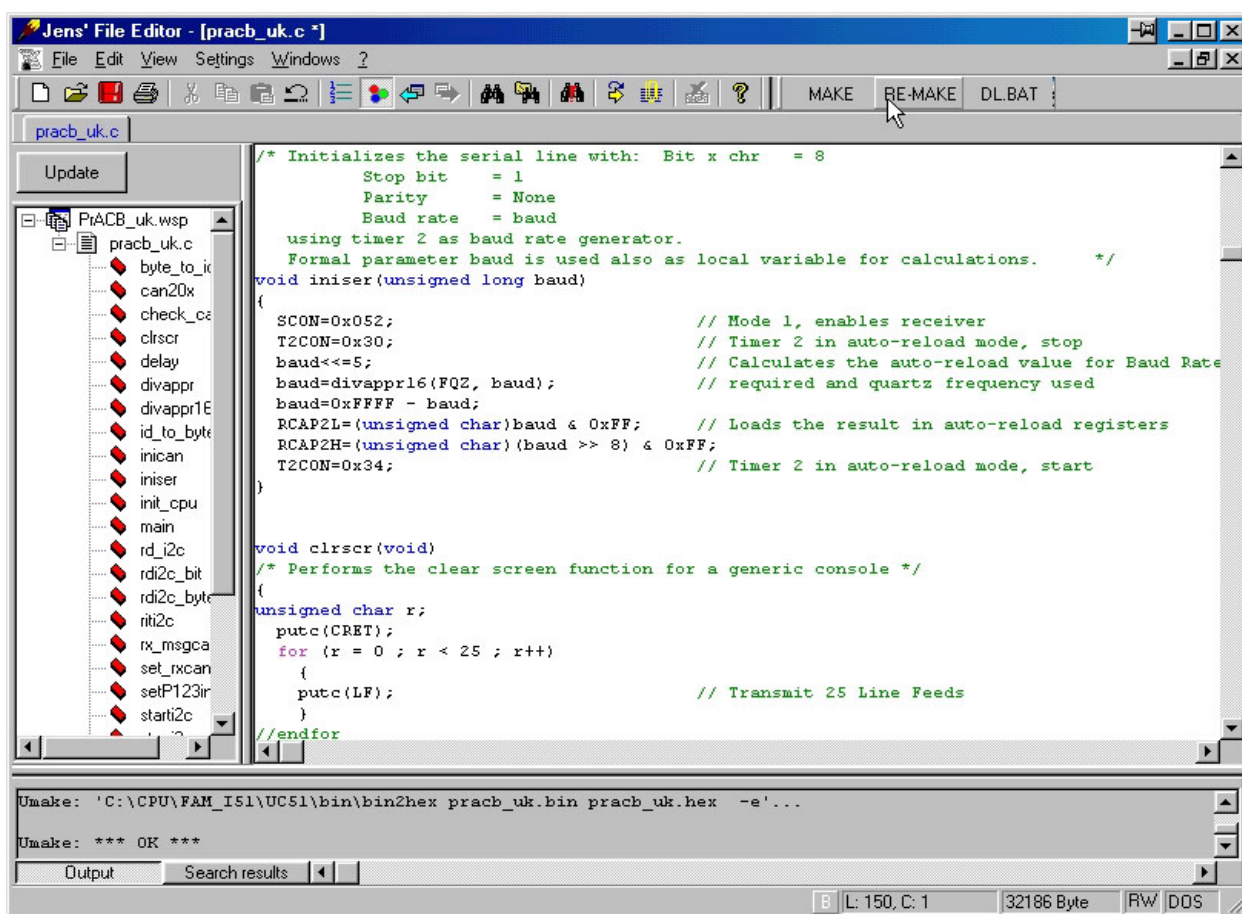 Jens' File Editor - [pracb_uk.c *]
File Edit View Settings Windows ?
MAKE RE-MAKE DL.BAT
pracb_uk.c
Update
PrACB_uk.wsp
pracb_uk.c
byte_to_ic
can20x
check_ca
clrscr
delay
divappr
divappr16
id_to_byte
inican
iniser
init_cpu
main
rd_i2c
rdi2c_bit
rdi2c_byte
riti2c
rx_msgca
set_rxcan
setP123in
starti2c
/* Initializes the serial line with: Bit x chr = 8
Stop bit = 1
Parity = None
Baud rate = baud
using timer 2 as baud rate generator.
Formal parameter baud is used also as local variable for calculations. */
void iniser(unsigned long baud)
{
SCON=0x052; // Mode 1, enables receiver
T2CON=0x30; // Timer 2 in auto-reload mode, stop
baud<<=5; // Calculates the auto-reload value for Baud Rate
baud=divappr16(FQZ, baud); // required and quartz frequency used
baud=0xFFFF - baud;
RCAP2L=(unsigned char)baud & 0xFF; // Loads the result in auto-reload registers
RCAP2H=(unsigned char)(baud >> 8) & 0xFF;
T2CON=0x34; // Timer 2 in auto-reload mode, start
}
void clrscr(void)
/* Performs the clear screen function for a generic console */
{
unsigned char r;
putc(CRET);
for (r = 0 ; r < 25 ; r++)
{
putc(LF); // Transmit 25 Line Feeds
}
//endfor
Umake: 'C:\CPU\FAM_I51\UC51\bin\bin2hex pracb_uk.bin pracb_uk.hex -e'...
Umake: *** OK ***
Output Search results
B L: 150, C: 1 32186 Byte RW DOS